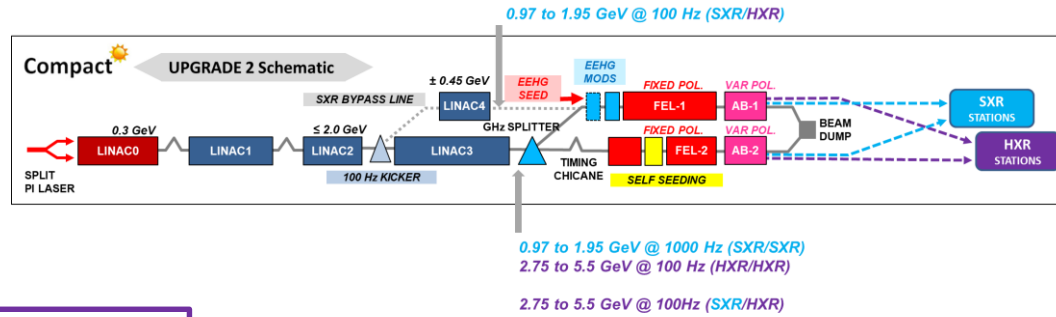 0.97 to 1.95 GeV @ 100 Hz (SXR/HXR)
Compact
UPGRADE 2 Schematic
± 0.45 GeV
EEHG
SEED
EEHG
MODS
FIXED POL.
VAR POL.
SXR BYPASS LINE
LINAC4
FEL-1
AB-1
SXR
STATIONS
0.3 GeV
≤ 2.0 GeV
GHz SPLITTER
FIXED POL.
VAR POL.
BEAM
DUMP
LINAC0
LINAC1
LINAC2
LINAC3
FEL-2
AB-2
HXR
STATIONS
SPLIT
PI LASER
100 Hz KICKER
TIMING
CHICANE
SELF SEEDING
0.97 to 1.95 GeV @ 1000 Hz (SXR/SXR)
2.75 to 5.5 GeV @ 100 Hz (HXR/HXR)
2.75 to 5.5 GeV @ 100Hz (SXR/HXR)